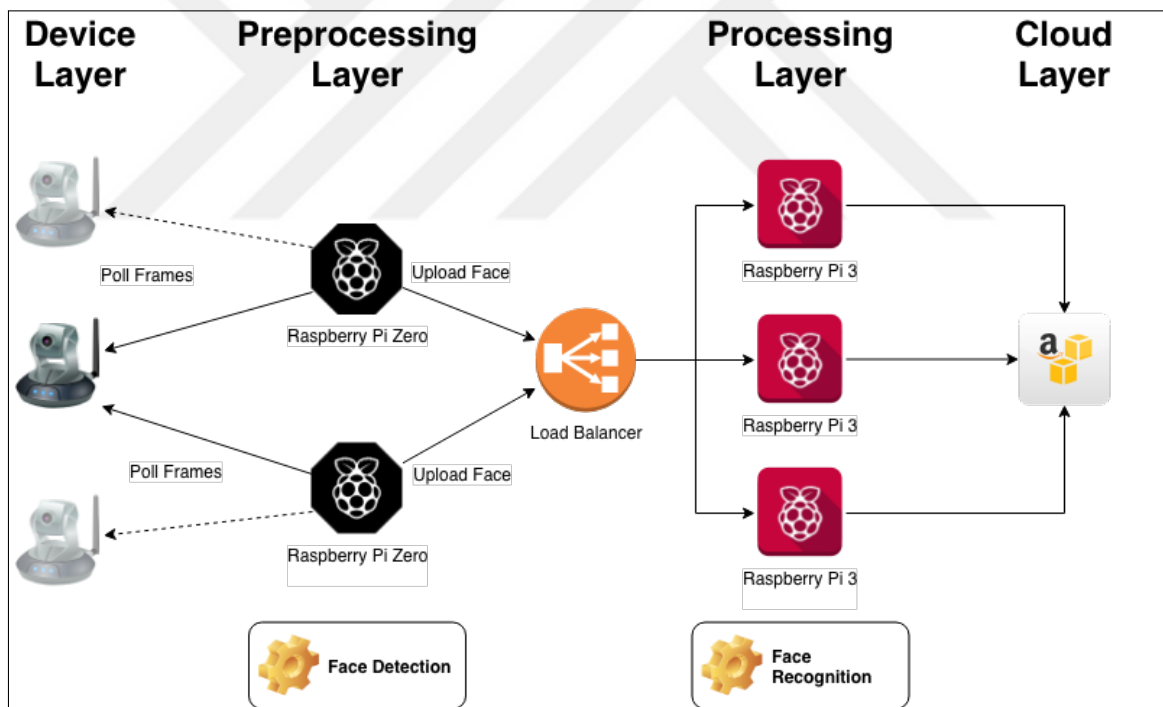 Device
Layer
Preprocessing
Layer
Processing
Layer
Cloud
Layer
Poll Frames
Upload Face
Raspberry Pi Zero
Raspberry Pi 3
Load Balancer
Raspberry Pi 3
Poll Frames
Upload Face
Raspberry Pi Zero
Raspberry Pi 3
a
Face Detection
Face
Recognition